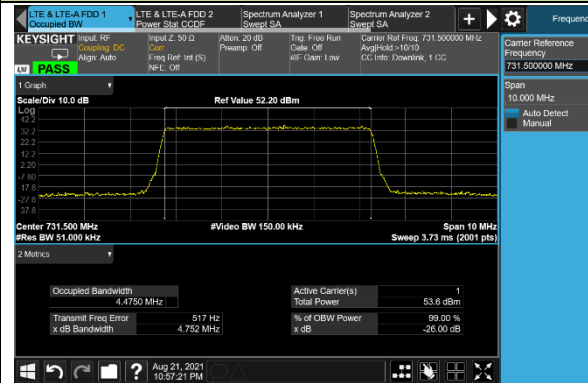 LTE & LTE-A FDD 1
Occupied BW
LTE & LTE-A FDD 2
Power Stat CCDF
Spectrum Analyzer 1
Swept SA
Spectrum Analyzer 2
Swept SA
Frequenc
KEYSIGHT
Input: RF
Coupling: DC
Align: Auto
Input Z: 50 Ω
Corr
Freq Ref: Int (S)
NFE: Off
Atten: 20 dB
Preamp: Off
Trig: Free Run
Gate: Off
#IF Gain: Low
Carrier Ref Freq: 731.500000 MHz
Avg|Hold:>10/10
CC Info: Downlink, 1 CC
LXI
PASS
Carrier Reference
Frequency
731.500000 MHz
Span
10.000 MHz
Auto Detect
Manual
1 Graph
Scale/Div 10.0 dB
Ref Value 52.20 dBm
Log
42.2
32.2
22.2
12.2
2.20
-7.80
-17.8
-27.8
-37.8
Center 731.500 MHz
#Res BW 51.000 kHz
#Video BW 150.00 kHz
Span 10 MHz
Sweep 3.73 ms (2001 pts)
2 Metrics
Occupied Bandwidth
4.4750 MHz
Active Carrier(s) 1
Total Power 53.6 dBm
Transmit Freq Error 517 Hz
x dB Bandwidth 4.752 MHz
% of OBW Power 99.00 %
x dB -26.00 dB
?
Aug 21, 2021
10:57:21 PM